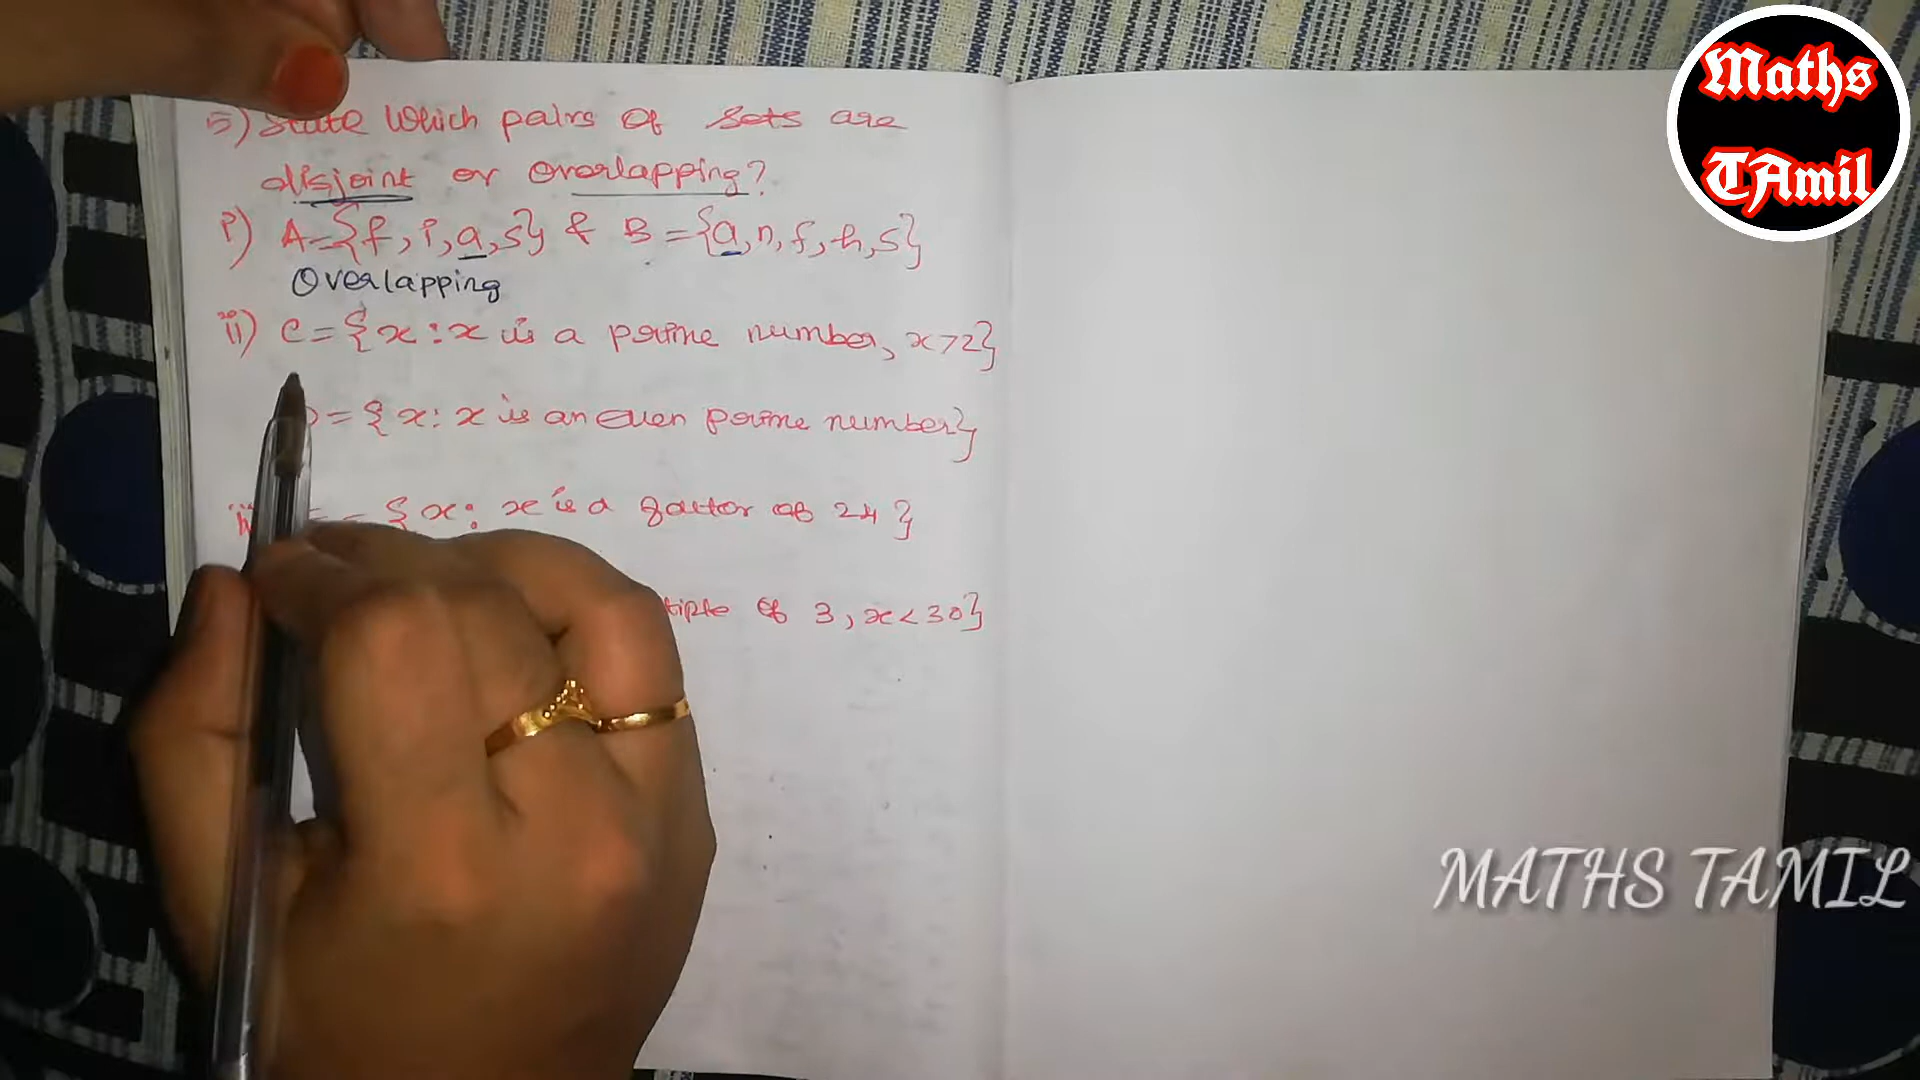 5) State which pairs of sets are
disjoint or overlapping?
i) A={f, i, a, s} & B={a, n, f, h, s}
Overlapping
ii) C={x:x is a prime number, x>2}
={x:x is an even prime number}
= {x: x is a factor of 24}
of 3, x<30}
Maths
TAmil
MATHS TAMIL